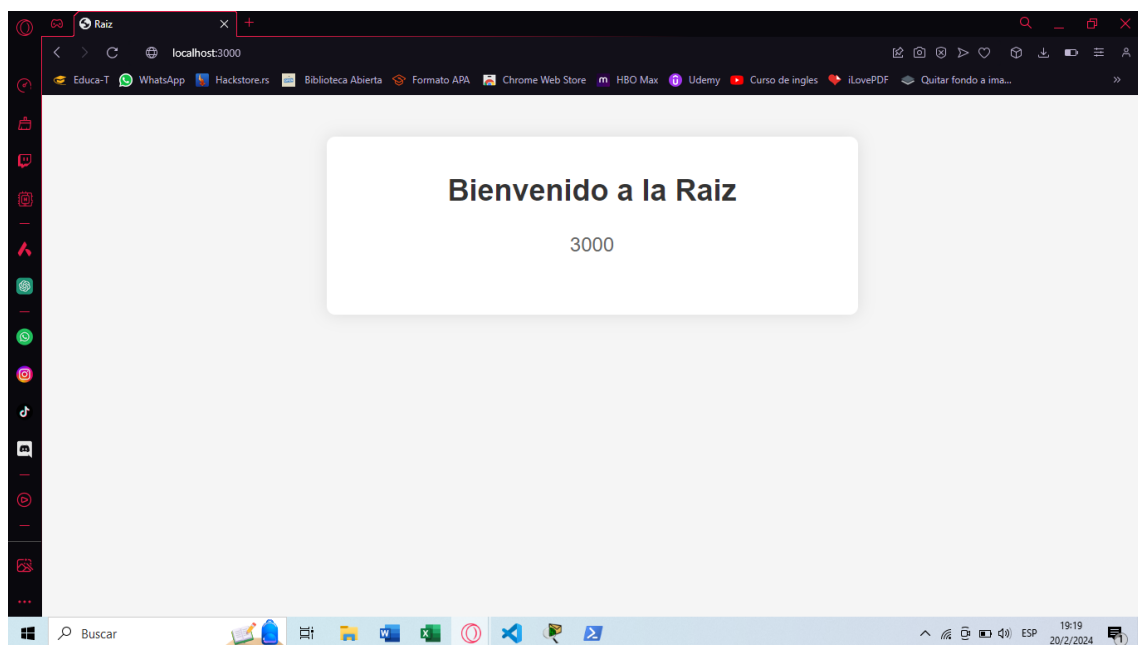 Raiz
localhost:3000
Educa-T WhatsApp Hackstore.rs Biblioteca Abierta Formato APA Chrome Web Store HBO Max Udemy Curso de ingles iLovePDF Quitar fondo a ima...
Bienvenido a la Raiz
3000
Buscar
ESP
19:19
20/2/2024